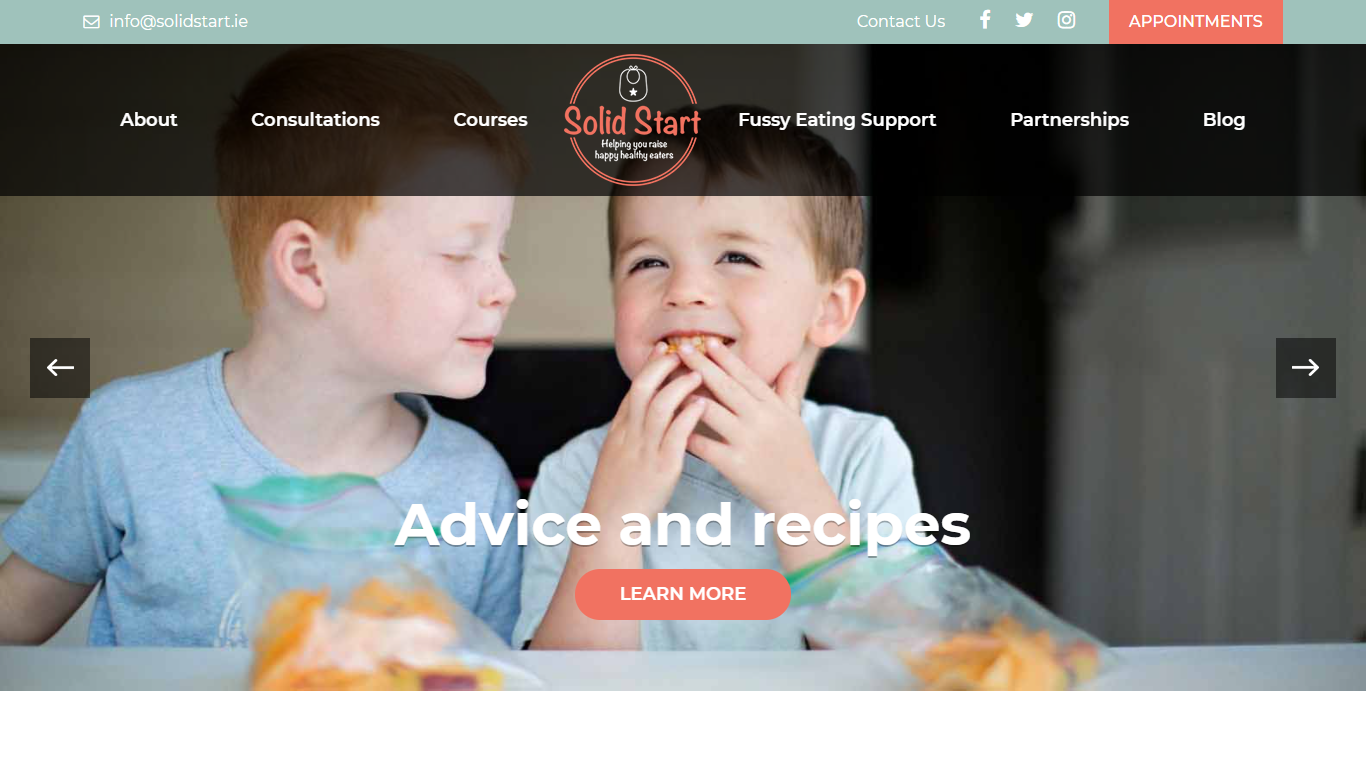 info@solidstart.ie
Contact Us
APPOINTMENTS
About
Consultations
Courses
Solid Start
Helping you raise
happy healthy eaters
Fussy Eating Support
Partnerships
Blog
Advice and recipes
LEARN MORE